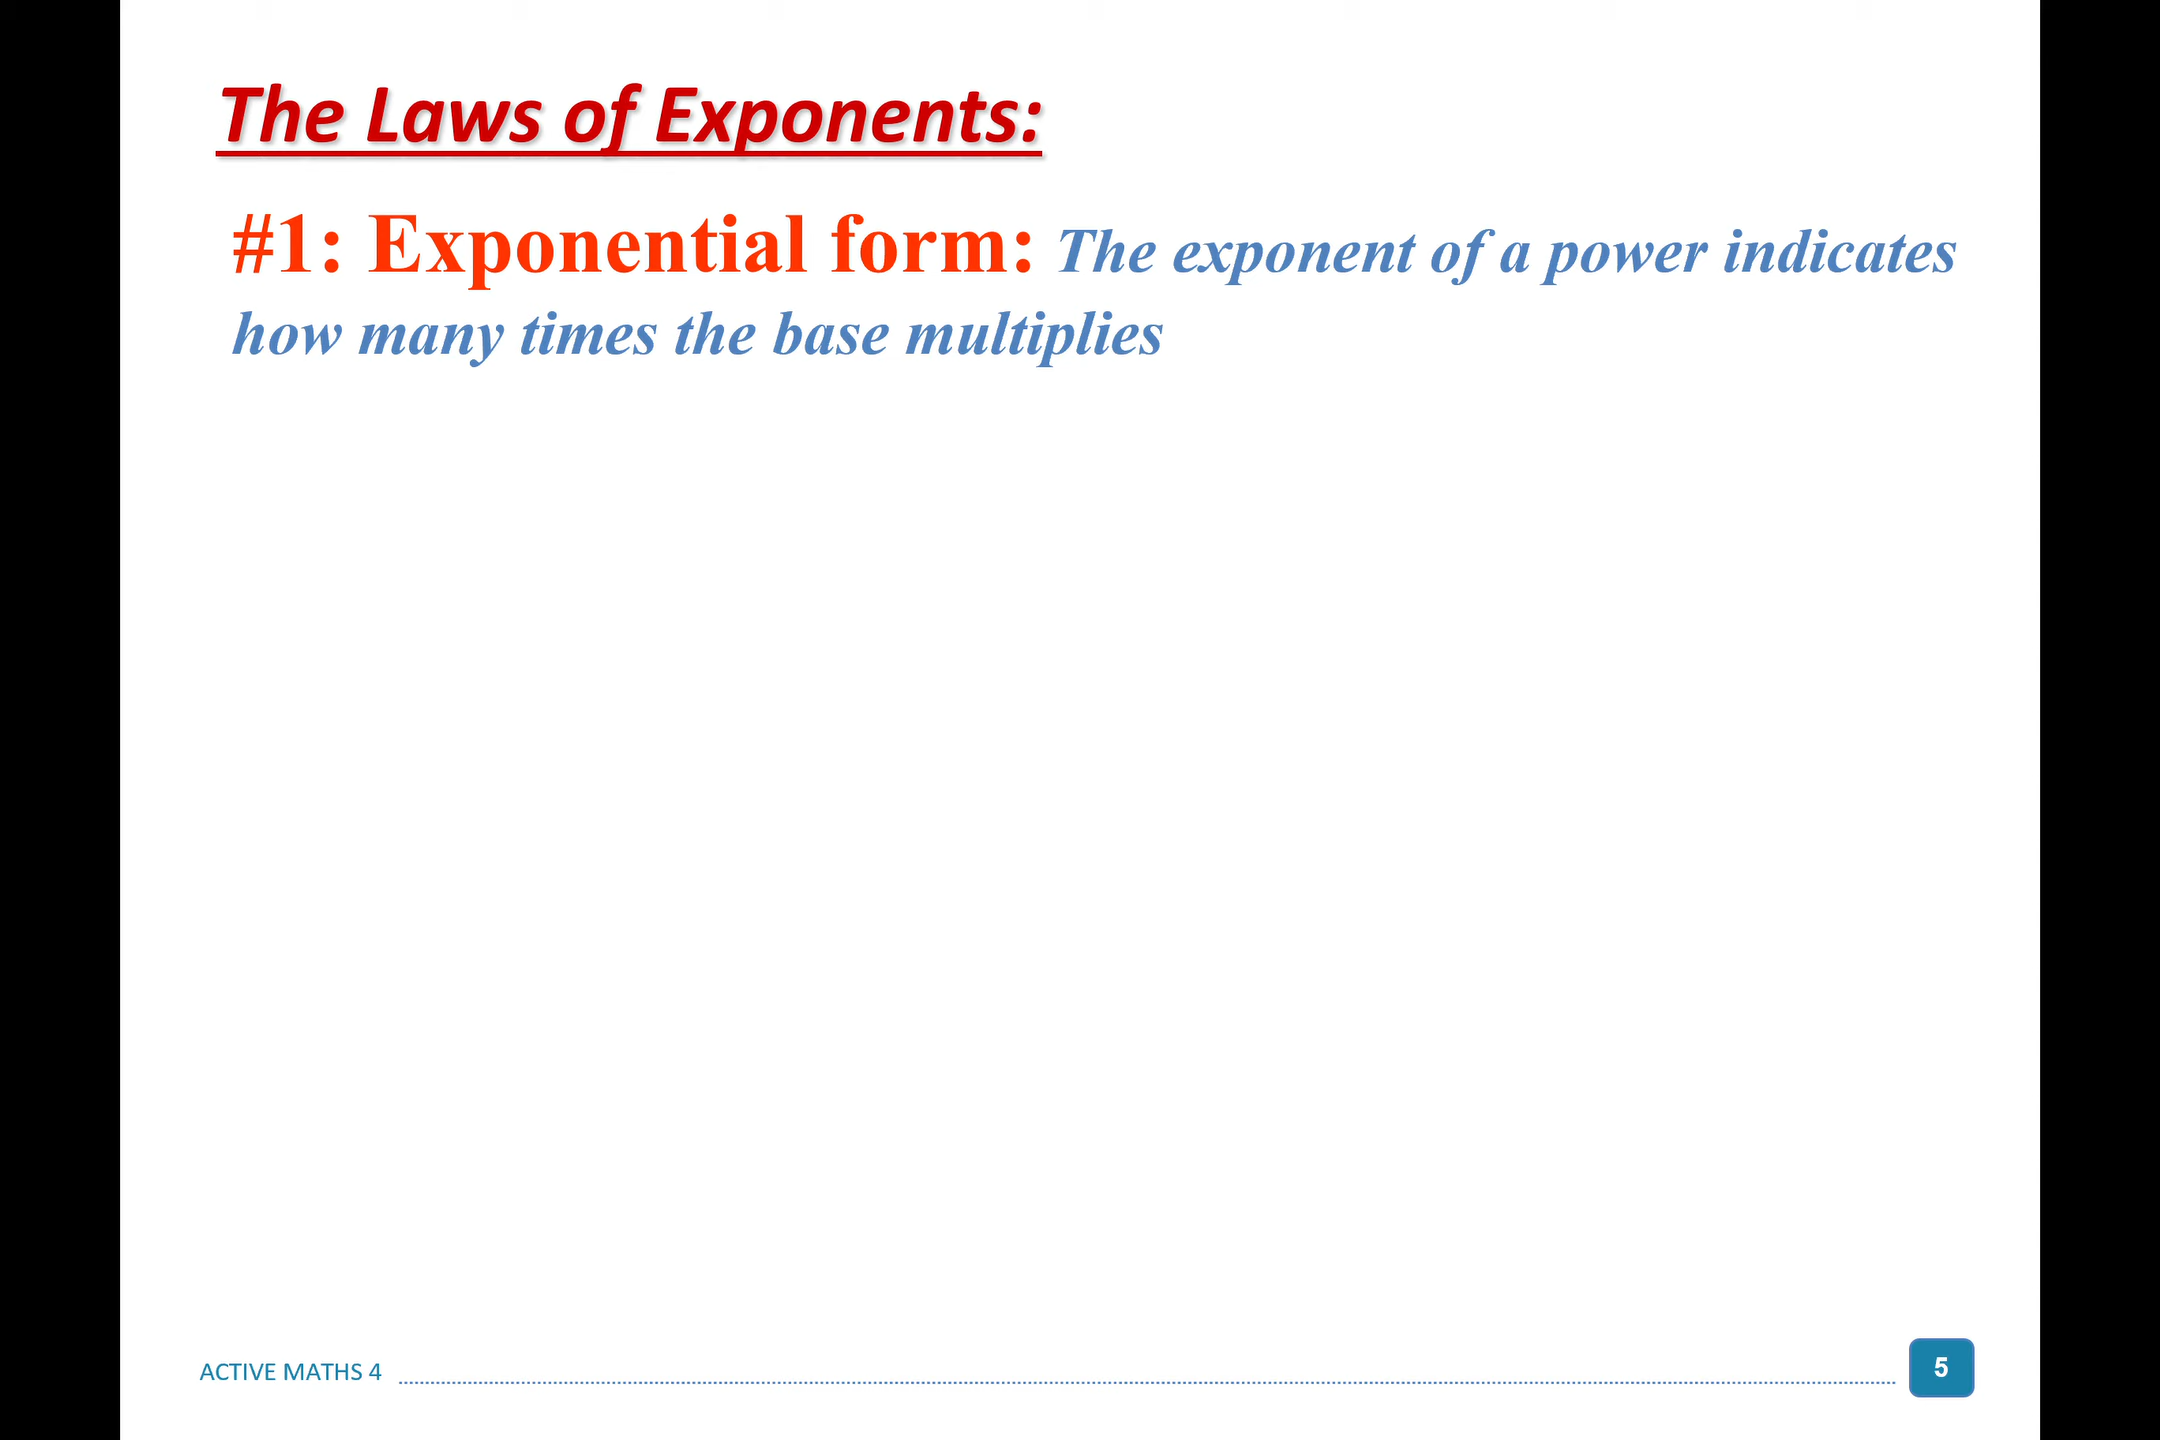 The Laws of Exponents:
#1: Exponential form: The exponent of a power indicates
how many times the base multiplies
ACTIVE MATHS 4
5